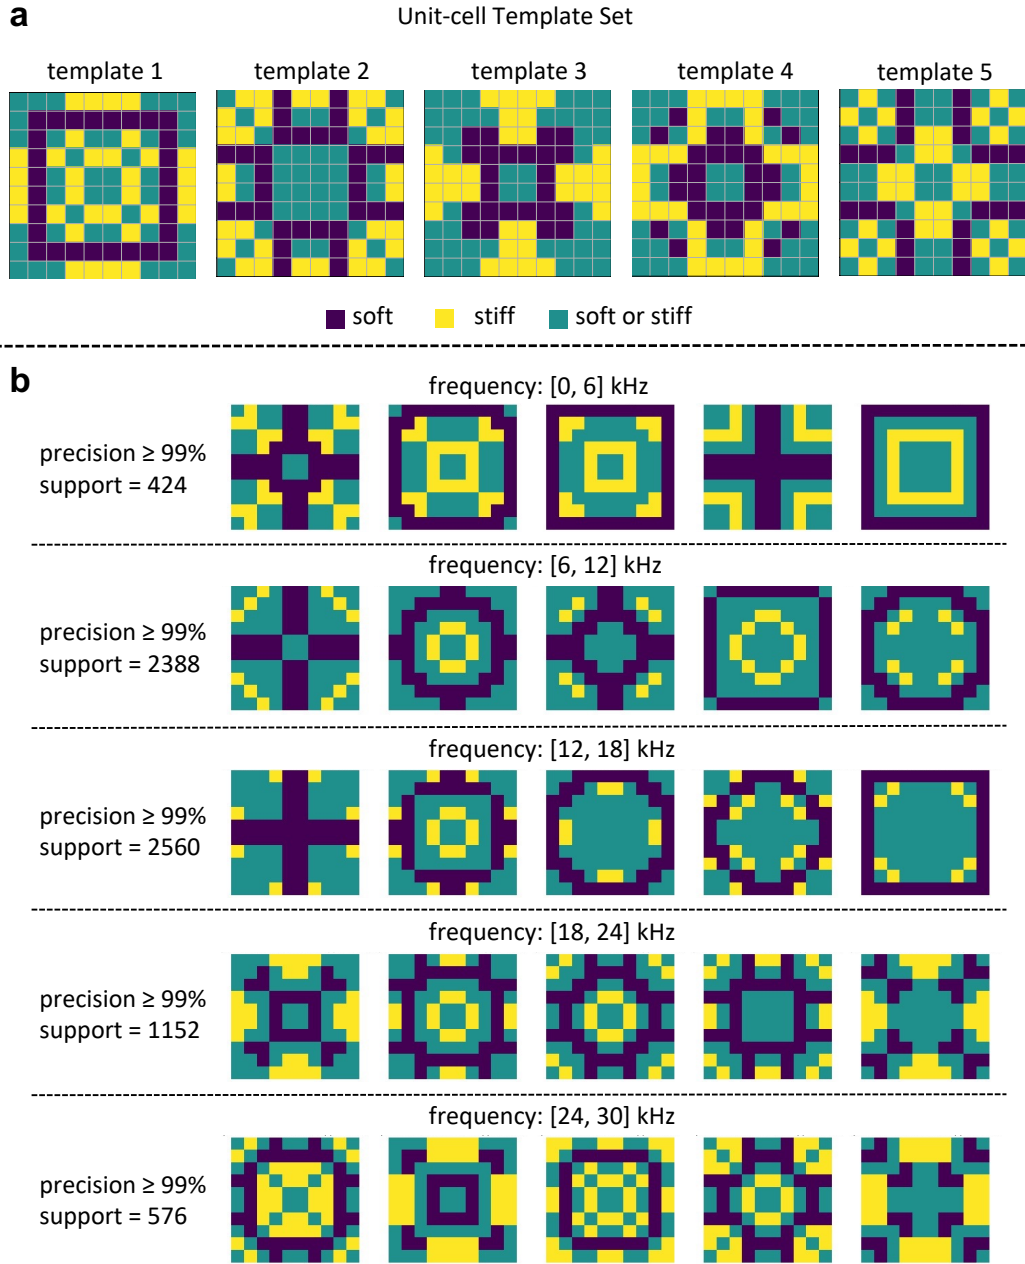 a
Unit-cell Template Set
template 1 template 2 template 3 template 4 template 5
soft stiff soft or stiff
b
frequency: [0, 6] kHz
precision ≥ 99%
support = 424
frequency: [6, 12] kHz
precision ≥ 99%
support = 2388
frequency: [12, 18] kHz
precision ≥ 99%
support = 2560
frequency: [18, 24] kHz
precision ≥ 99%
support = 1152
frequency: [24, 30] kHz
precision ≥ 99%
support = 576